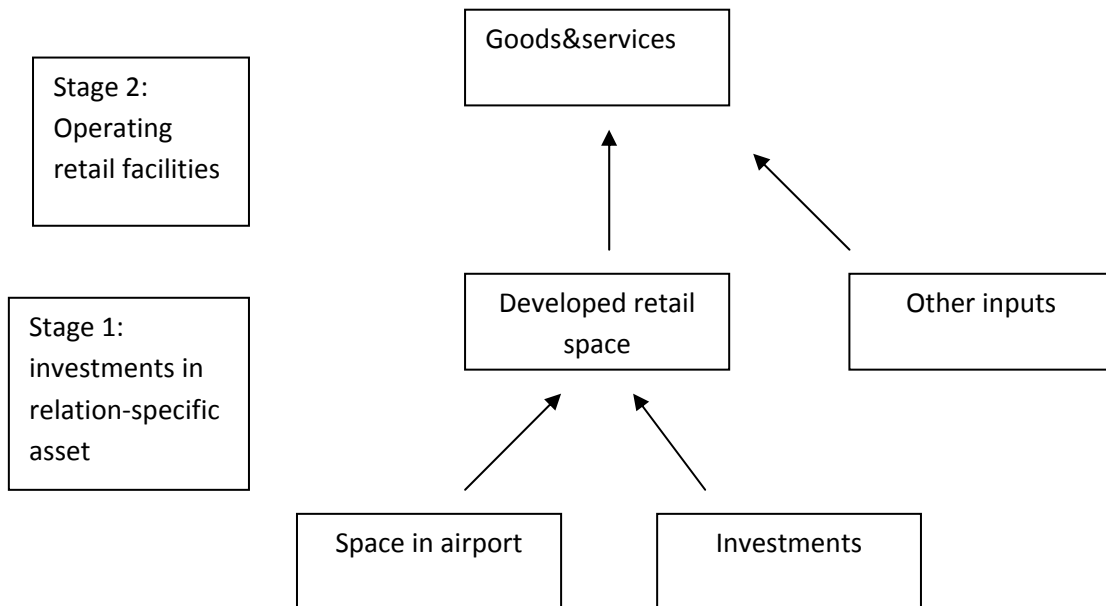 Goods&services
Stage 2:
Operating
retail facilities
Developed retail
space
Other inputs
Stage 1:
investments in
relation-specific
asset
Space in airport
Investments